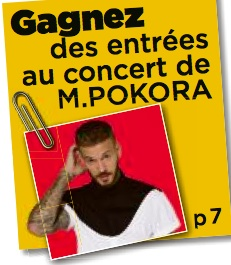 Gagnez
des entrées
au concert de
M.POKORA
p7